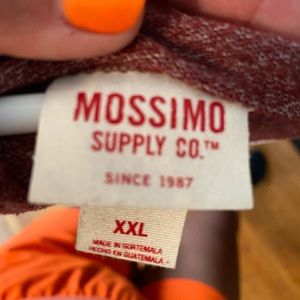 MOSSIMO
SUPPLY CO.™
SINCE 1987
XXL
MADE IN GUATEMALA
HECHO EN GUATEMALA